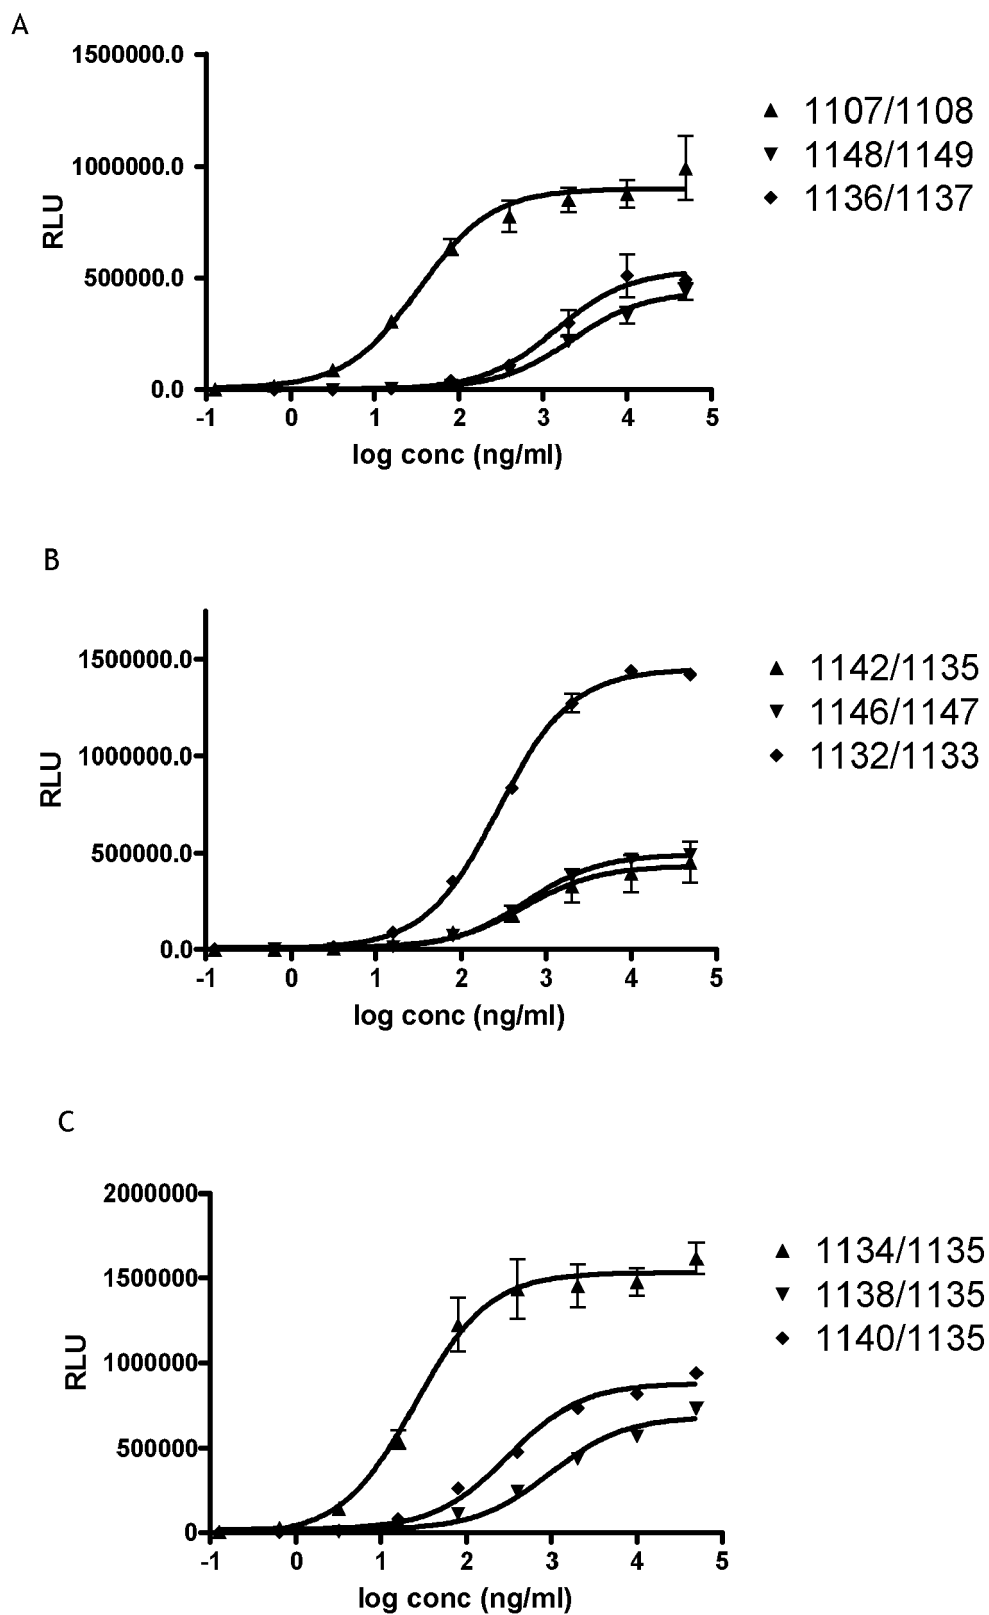 A
1500000.0
1000000.0
500000.0
0.0
RLU
-1 0 1 2 3 4 5
log conc (ng/ml)
1107/1108
1148/1149
1136/1137
B
1500000.0
1000000.0
500000.0
0.0
RLU
-1 0 1 2 3 4 5
log conc (ng/ml)
1142/1135
1146/1147
1132/1133
C
2000000
1500000
1000000
500000
0
RLU
-1 0 1 2 3 4 5
log conc (ng/ml)
1134/1135
1138/1135
1140/1135